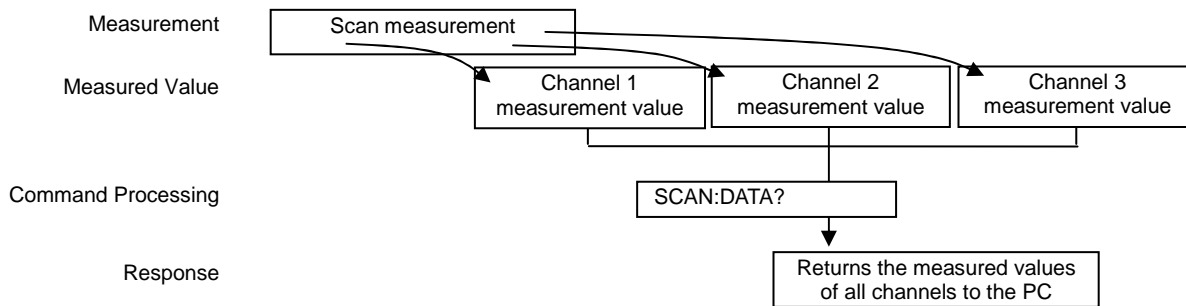 Measurement
Scan measurement
Measured Value
Channel 1
measurement value
Channel 2
measurement value
Channel 3
measurement value
Command Processing
SCAN:DATA?
Response
Returns the measured values
of all channels to the PC